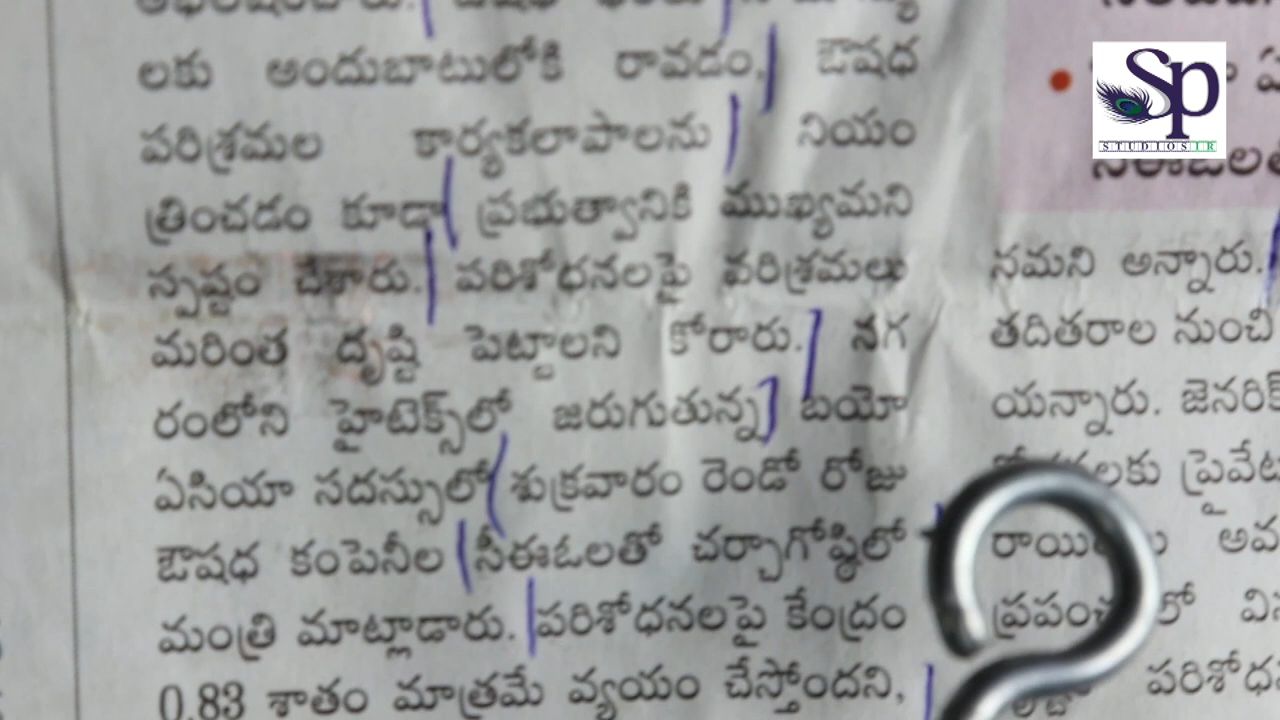 లకు అందుబాటులోకి రావడం, ఔషధ
పరిశ్రమల కార్యకలాపాలను నియం
త్రించడం కూడా ప్రభుత్వానికి ముఖ్యమని
స్పష్టం చేశారు. పరిశోధనలపై పరిశ్రమలు
మరింత దృష్టి పెట్టాలని కోరారు. నగ
రంలోని హైటెక్స్‌లో జరుగుతున్న బయో
ఏసియా సదస్సులో శుక్రవారం రెండో రోజు
ఔషధ కంపెనీల సీఈఓలతో చర్చాగోష్ఠిలో
మంత్రి మాట్లాడారు. పరిశోధనలపై కేంద్రం
0.83 శాతం మాత్రమే వ్యయం చేస్తోందని,
నమని అన్నారు.
తదితరాల నుంచి
యన్నారు. జెనరిక్
లకు ప్రైవేట
అవ
Sp
STUDIOSIR